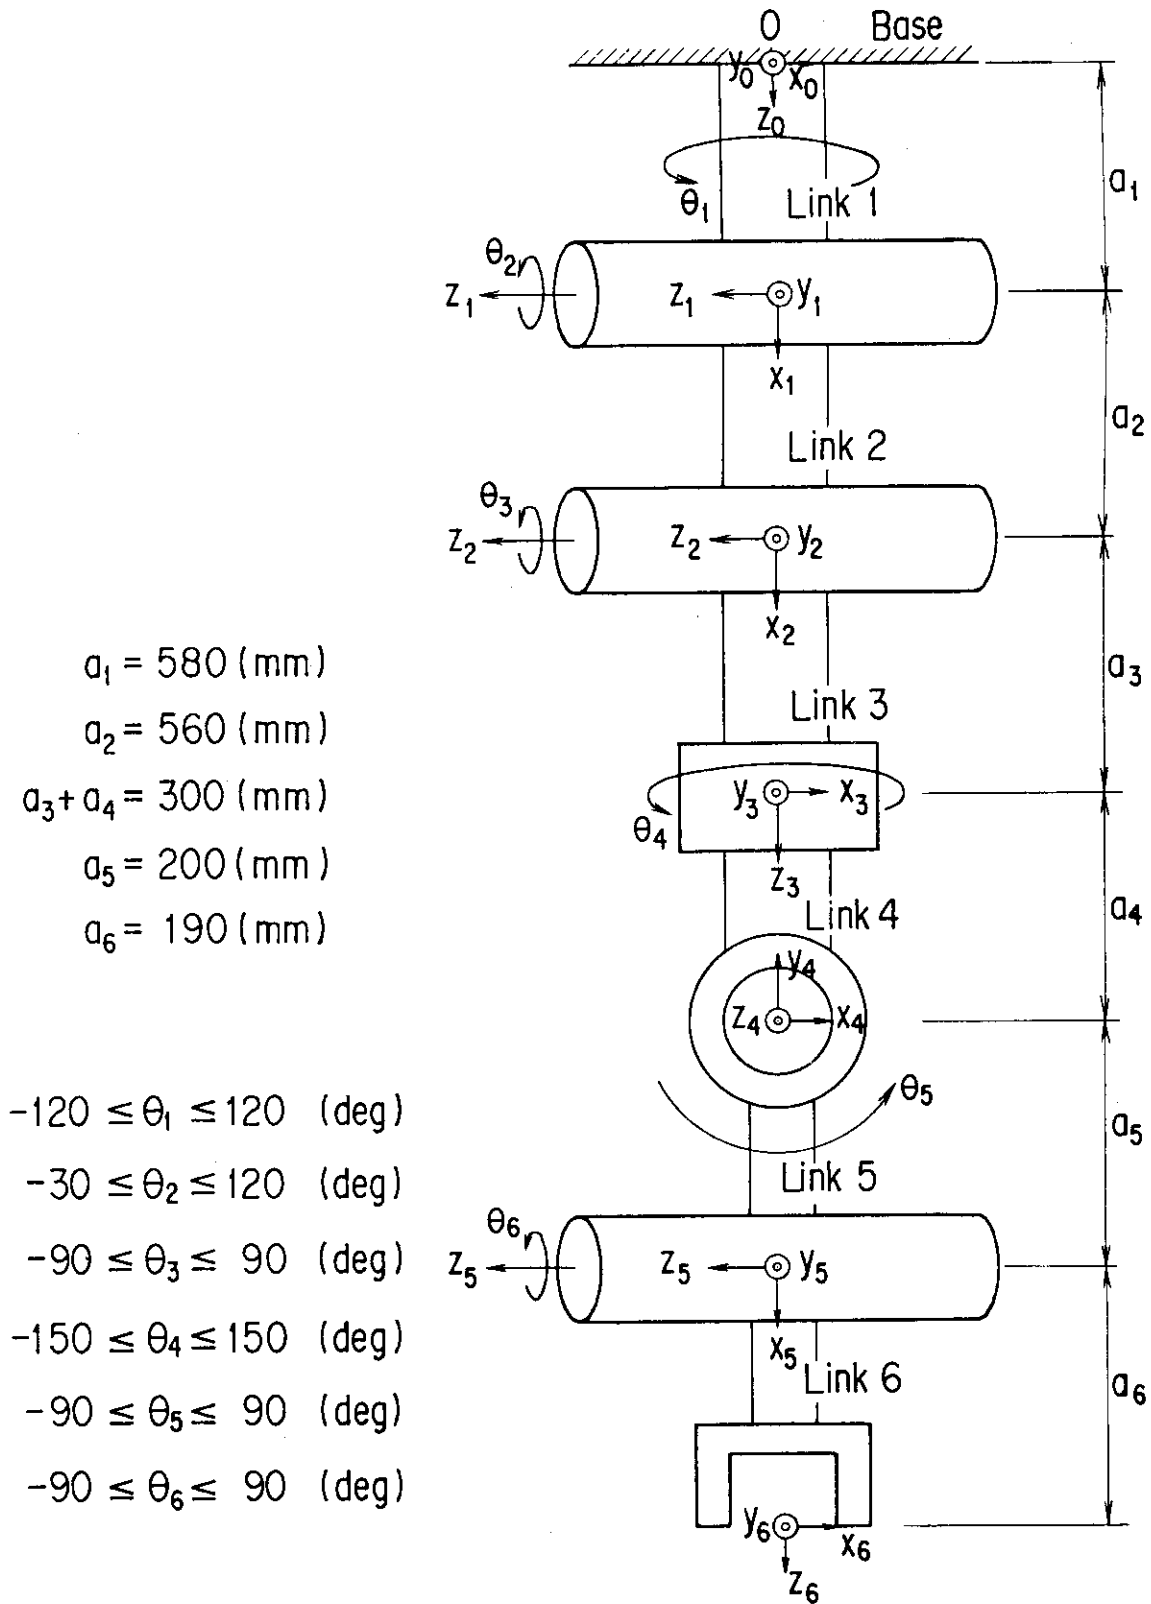 O Base
y₀ x₀
z₀
θ₁ Link 1
a₁
θ₂
z₁ z₁ y₁
x₁
a₂
Link 2
θ₃
z₂ z₂ y₂
x₂
a₁ = 580 (mm)
a₂ = 560 (mm)
a₃+a₄ = 300 (mm)
a₅ = 200 (mm)
a₆ = 190 (mm)
a₃
Link 3
y₃ x₃
θ₄
z₃
Link 4
a₄
y₄
z₄ x₄
θ₅
a₅
Link 5
-120 ≤ θ₁ ≤ 120 (deg)
-30 ≤ θ₂ ≤ 120 (deg)
-90 ≤ θ₃ ≤ 90 (deg)
-150 ≤ θ₄ ≤ 150 (deg)
-90 ≤ θ₅ ≤ 90 (deg)
-90 ≤ θ₆ ≤ 90 (deg)
θ₆
z₅ z₅ y₅
x₅
Link 6
a₆
y₆ x₆
z₆